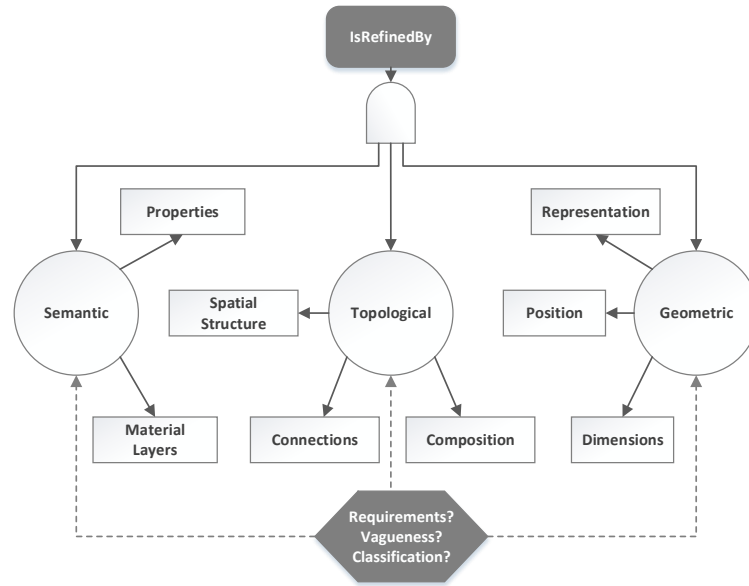 IsRefinedBy
Properties
Representation
Semantic
Spatial
Structure
Topological
Position
Geometric
Material
Layers
Connections
Composition
Dimensions
Requirements?
Vagueness?
Classification?